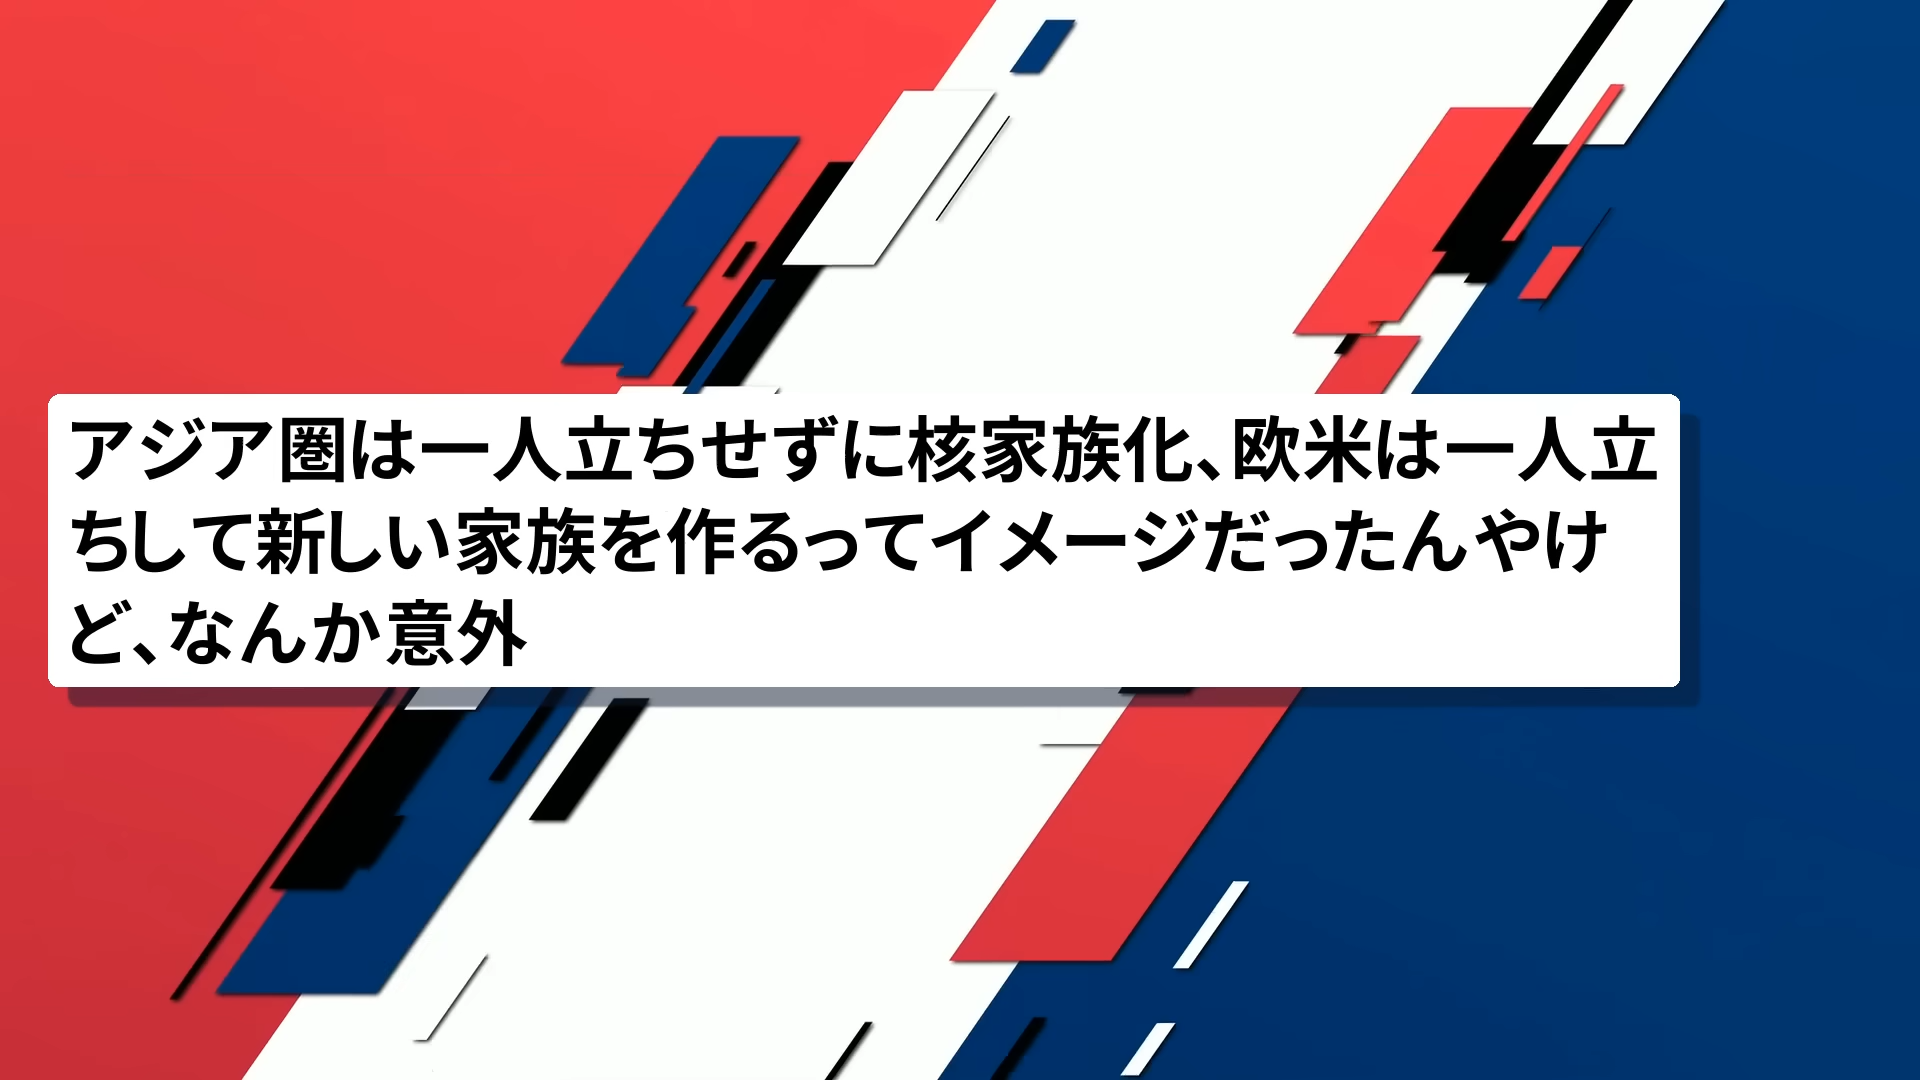 アジア圏は一人立ちせずに核家族化、欧米は一人立
ちして新しい家族を作るってイメージだったんやけ
ど、なんか意外